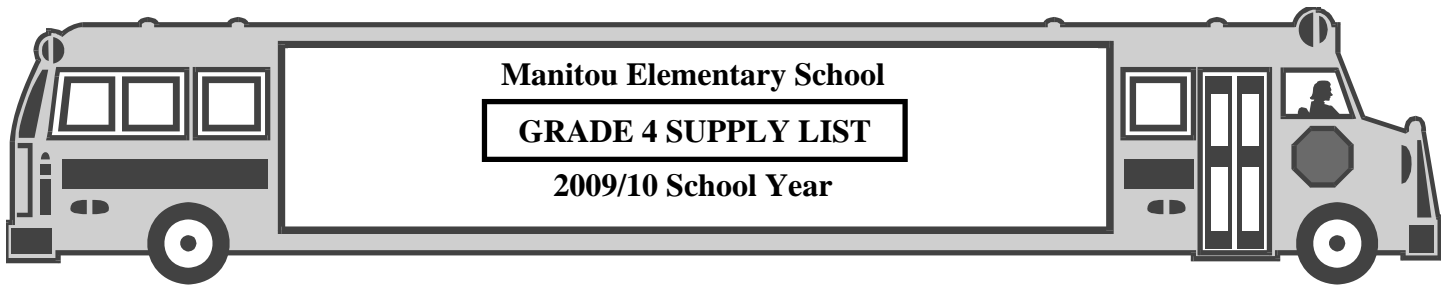 Manitou Elementary School
GRADE 4 SUPPLY LIST
2009/10 School Year